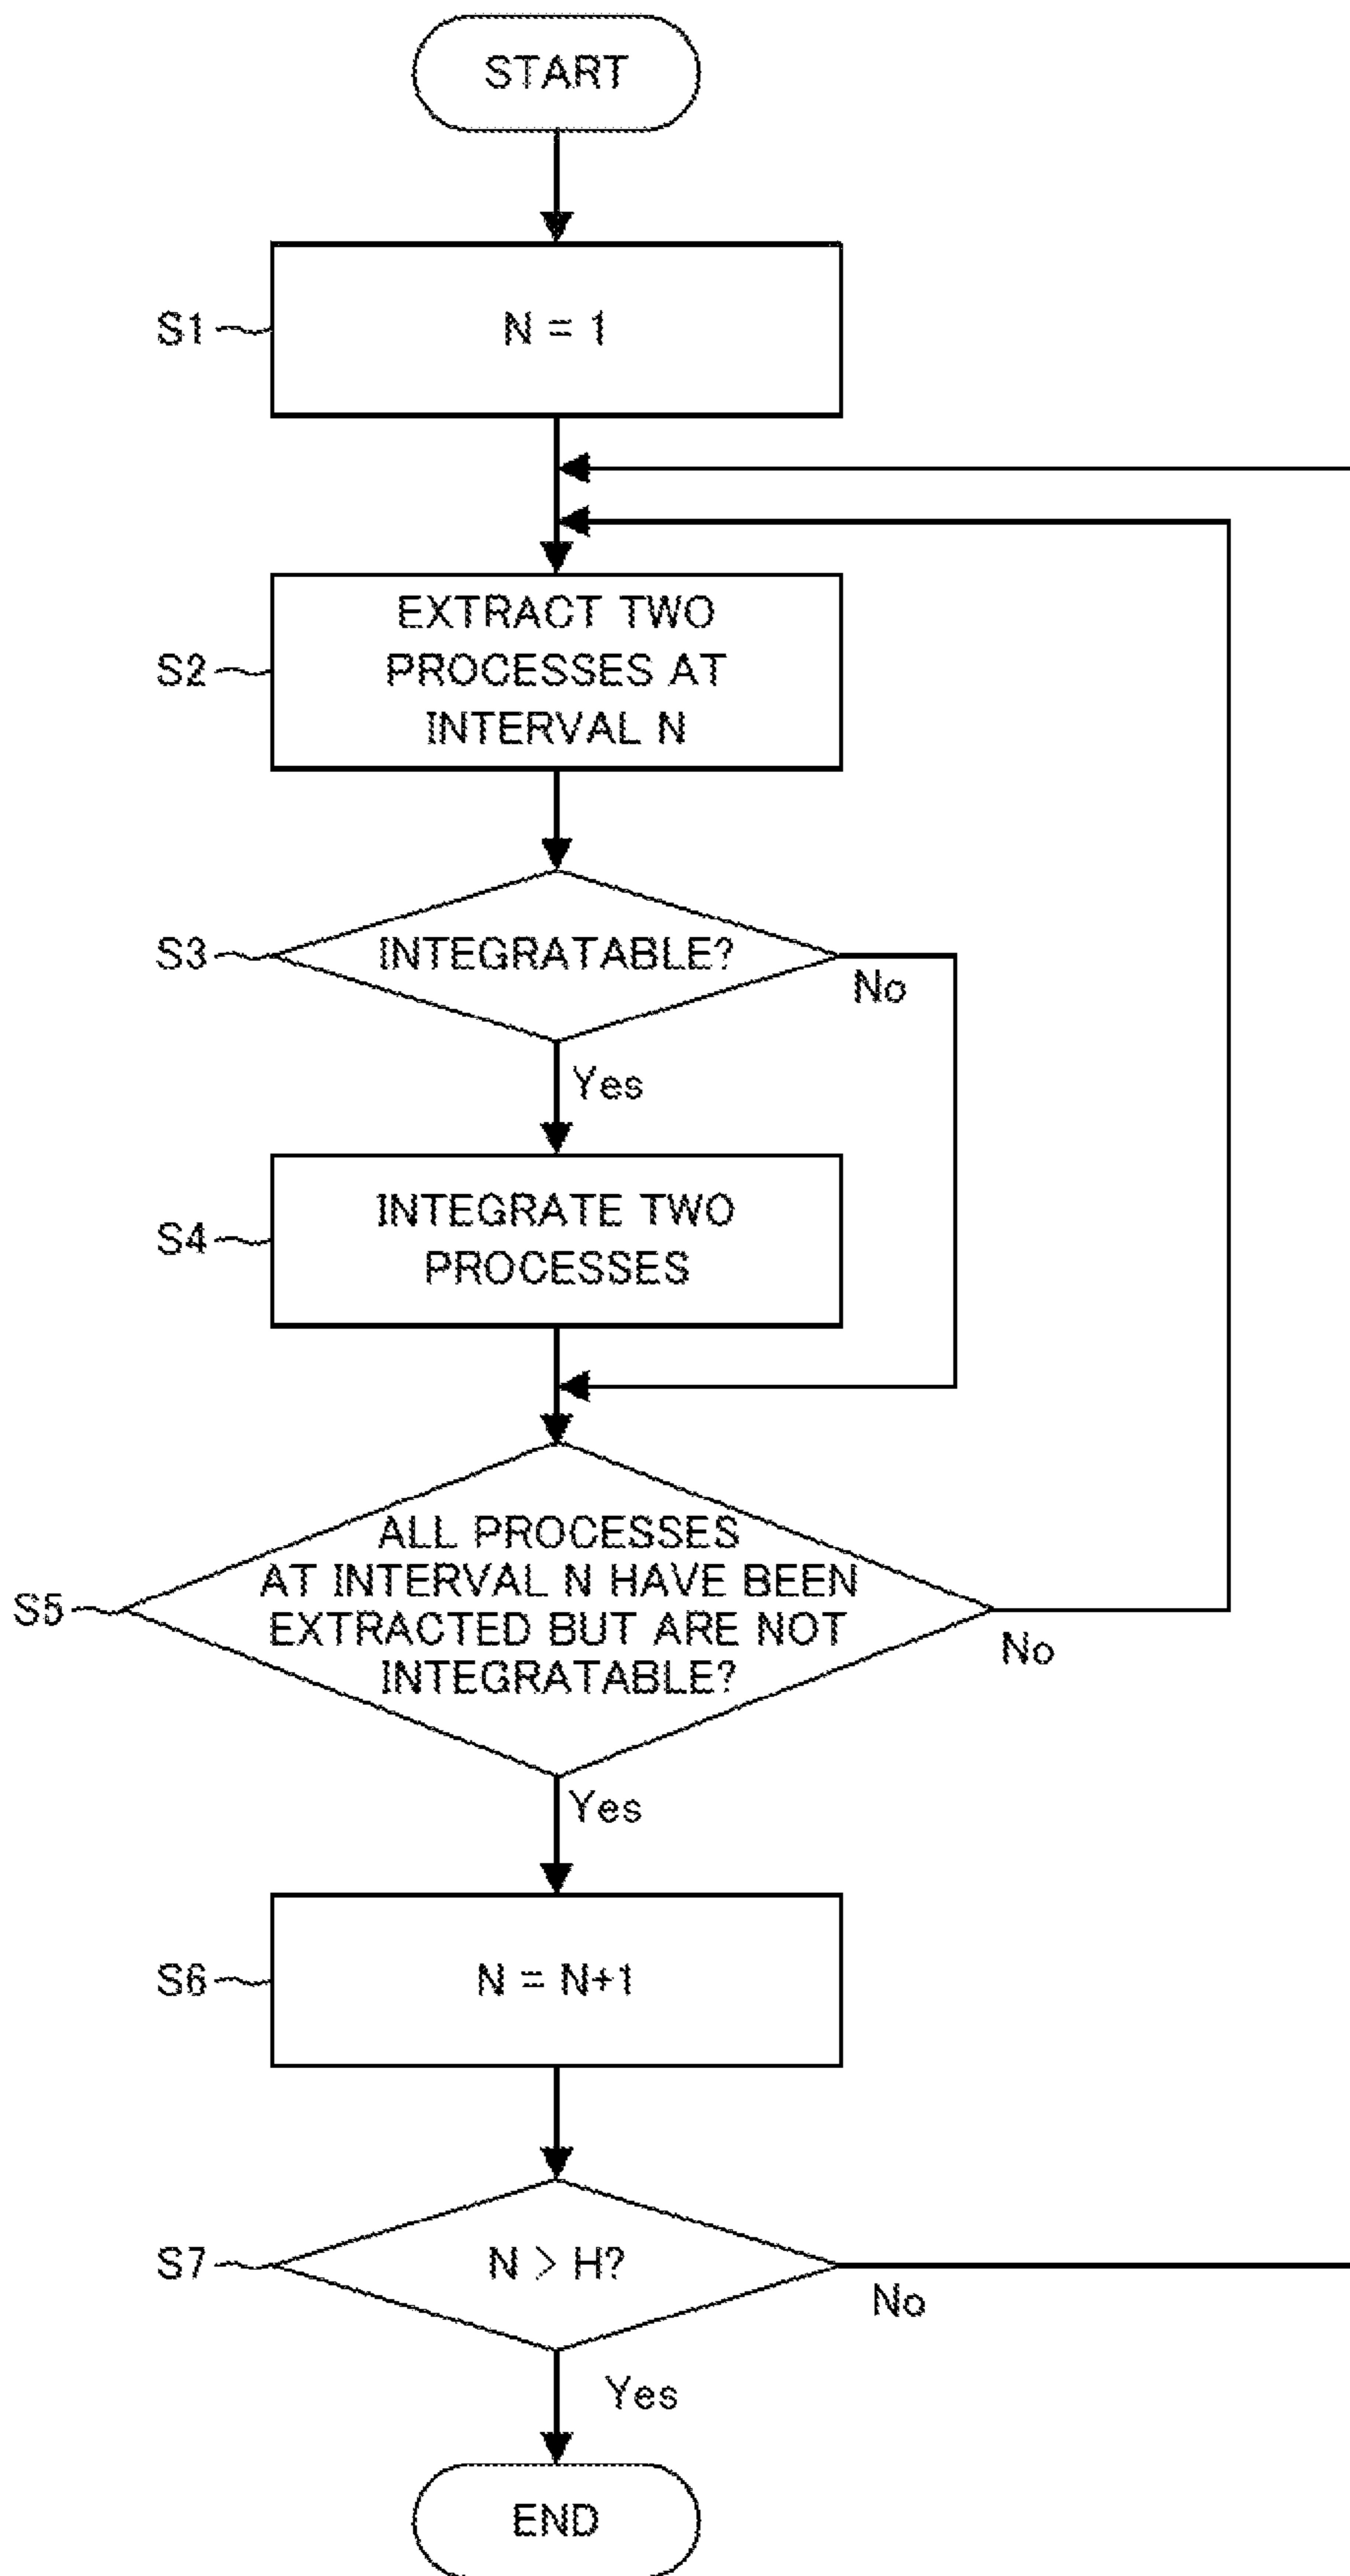 START
S1
N = 1
S2
EXTRACT TWO
PROCESSES AT
INTERVAL N
S3
INTEGRATABLE?
No
Yes
S4
INTEGRATE TWO
PROCESSES
S5
ALL PROCESSES
AT INTERVAL N HAVE BEEN
EXTRACTED BUT ARE NOT
INTEGRATABLE?
No
Yes
S6
N = N+1
S7
N > H?
No
Yes
END